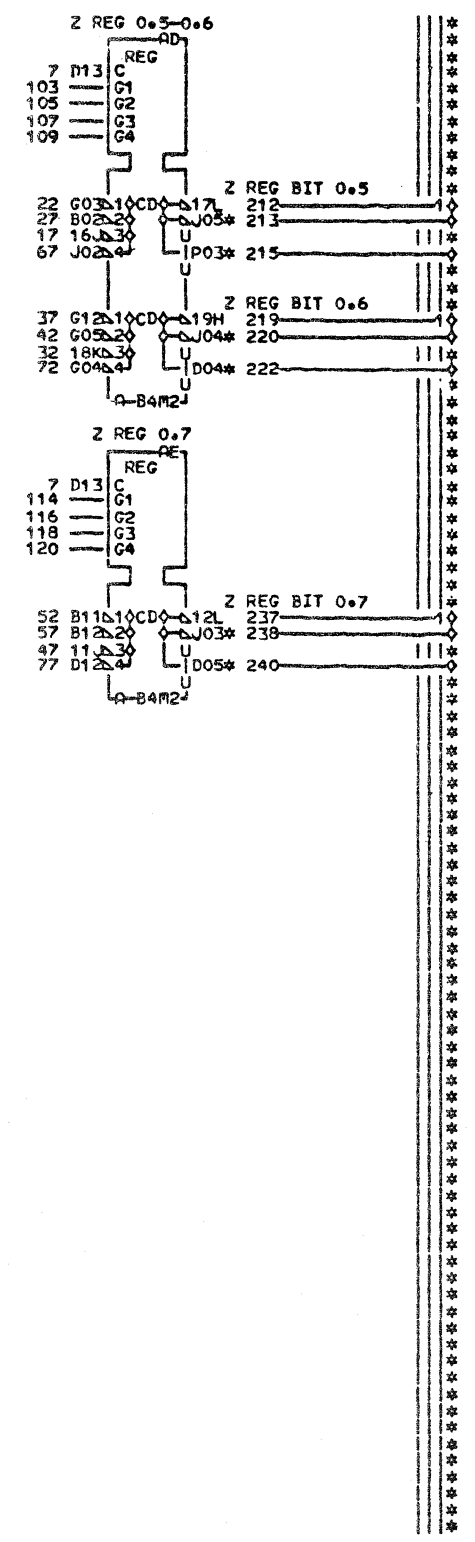 Z REG 0.5-0.6
AD
REG
7 D13 C
103 G1
105 G2
107 G3
109 G4
Z REG BIT 0.5
22 G03 1 CD 17L 212
27 B02 2 J05* 213
17 16J 3
67 J02 4 P03* 215
U
Z REG BIT 0.6
37 G12 1 CD 19H 219
42 G05 2 J04* 220
32 18K 3
72 G04 4 D04* 222
U
A-B4M2
Z REG 0.7
AE
REG
7 D13 C
114 G1
116 G2
118 G3
120 G4
Z REG BIT 0.7
52 B11 1 CD 12L 237
57 B12 2 J03* 238
47 11J 3
77 D12 4 D05* 240
U
A-B4M2